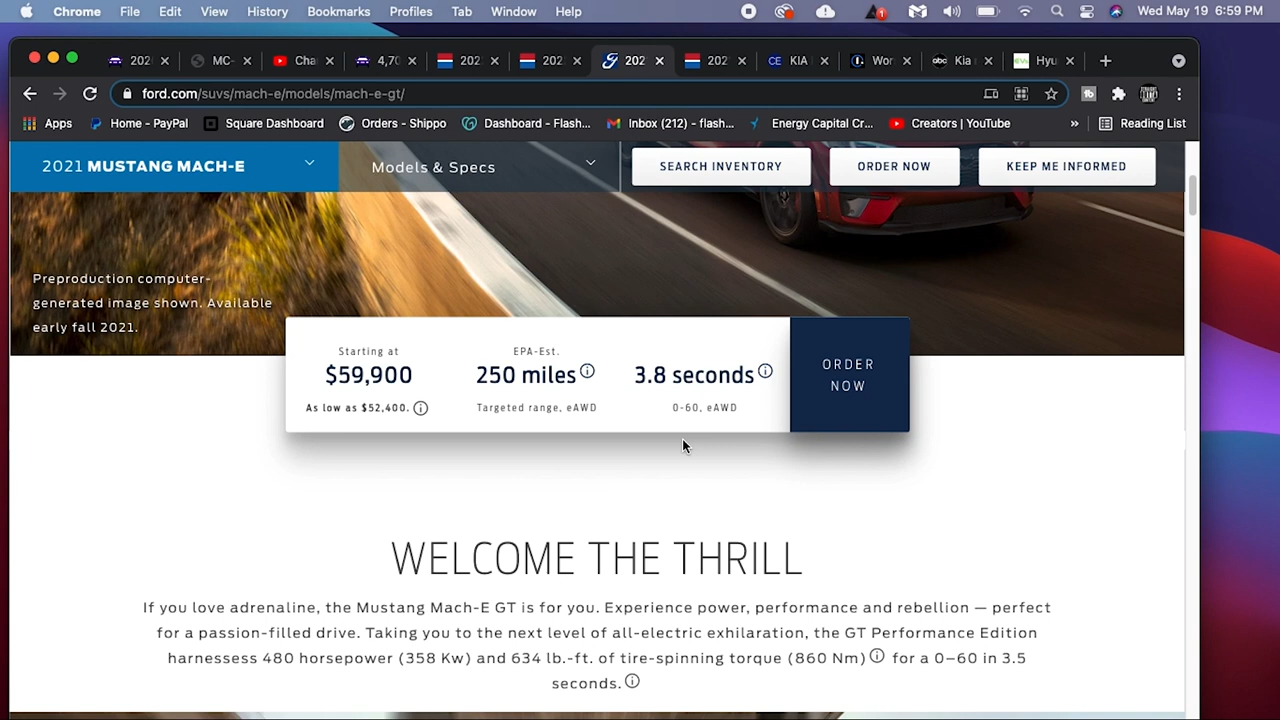 Chrome File Edit View History Bookmarks Profiles Tab Window Help Wed May 19 6:59 PM
202 MC- Cha 4,70 202 202 202 202 KIA Wor Kia Hyu
ford.com/suvs/mach-e/models/mach-e-gt/
Apps Home - PayPal Square Dashboard Orders - Shippo Dashboard - Flash... Inbox (212) - flash... Energy Capital Cr... Creators | YouTube » Reading List
2021 MUSTANG MACH-E Models & Specs SEARCH INVENTORY ORDER NOW KEEP ME INFORMED
Preproduction computer-
generated image shown. Available
early fall 2021.
Starting at EPA-Est.
$59,900 250 miles 3.8 seconds
As low as $52,400. Targeted range, eAWD 0-60, eAWD
ORDER
NOW
WELCOME THE THRILL
If you love adrenaline, the Mustang Mach-E GT is for you. Experience power, performance and rebellion — perfect
for a passion-filled drive. Taking you to the next level of all-electric exhilaration, the GT Performance Edition
harnessess 480 horsepower (358 Kw) and 634 lb.-ft. of tire-spinning torque (860 Nm) for a 0–60 in 3.5
seconds.